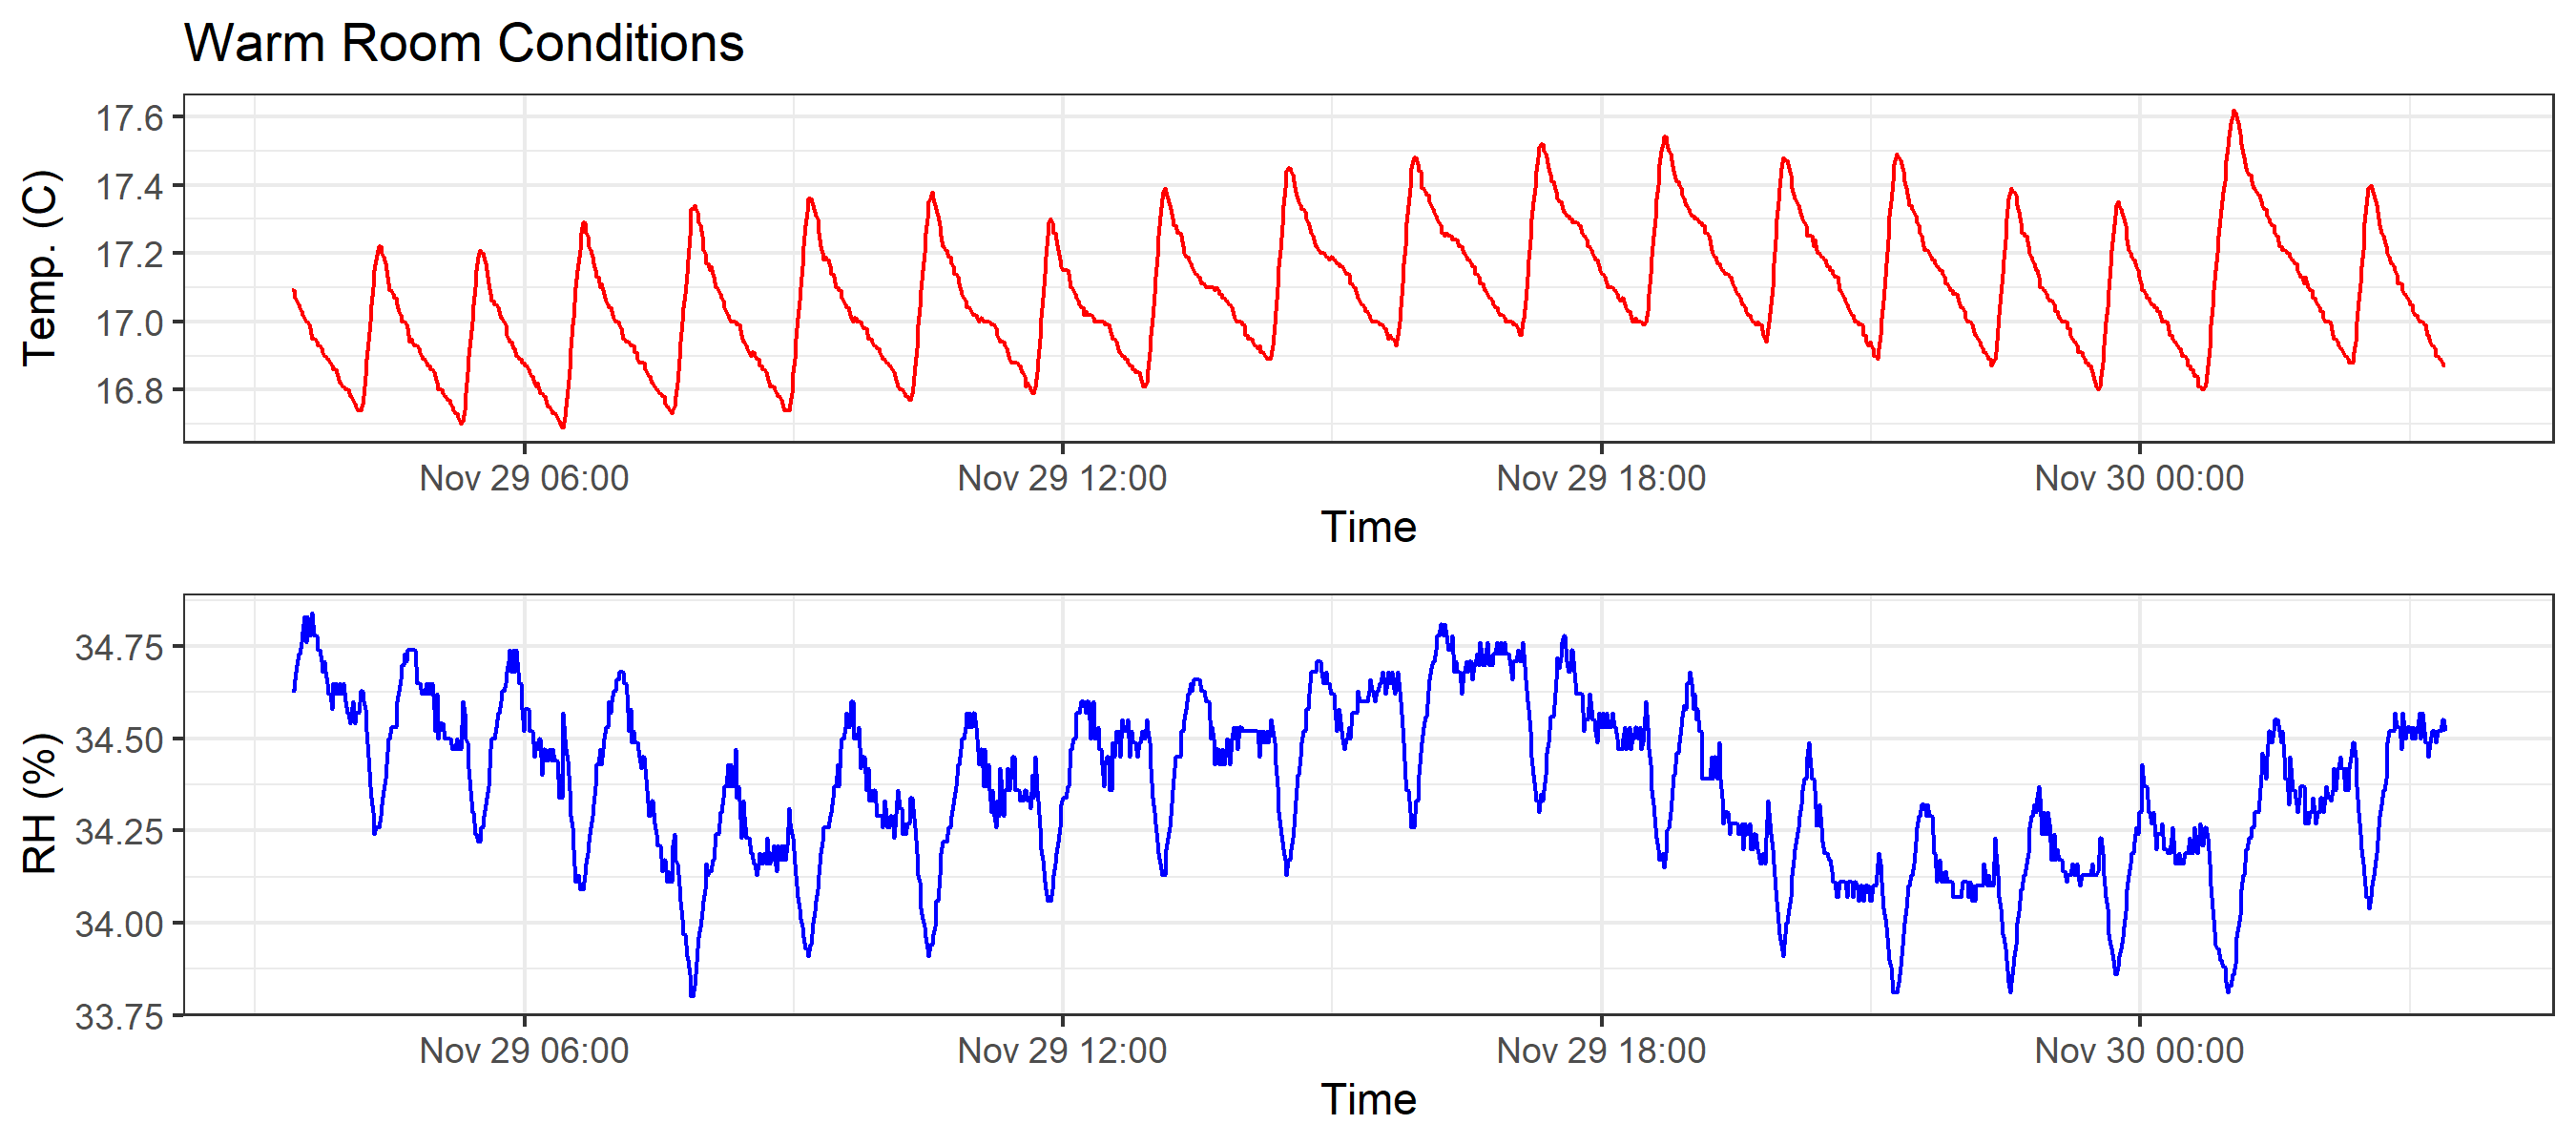 Warm Room Conditions
Temp. (C)
17.6
17.4
17.2
17.0
16.8
Nov 29 06:00 Nov 29 12:00 Nov 29 18:00 Nov 30 00:00
Time
RH (%)
34.75
34.50
34.25
34.00
33.75
Nov 29 06:00 Nov 29 12:00 Nov 29 18:00 Nov 30 00:00
Time